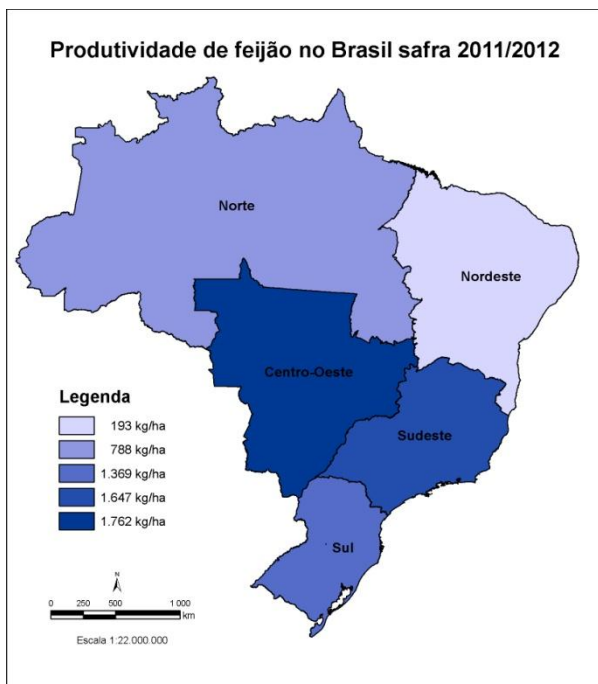 Produtividade de feijão no Brasil safra 2011/2012
Norte
Nordeste
Centro-Oeste
Sudeste
Sul
Legenda
193 kg/ha
788 kg/ha
1.369 kg/ha
1.647 kg/ha
1.762 kg/ha
N
0 250 500 1 000
km
Escala 1:22.000.000